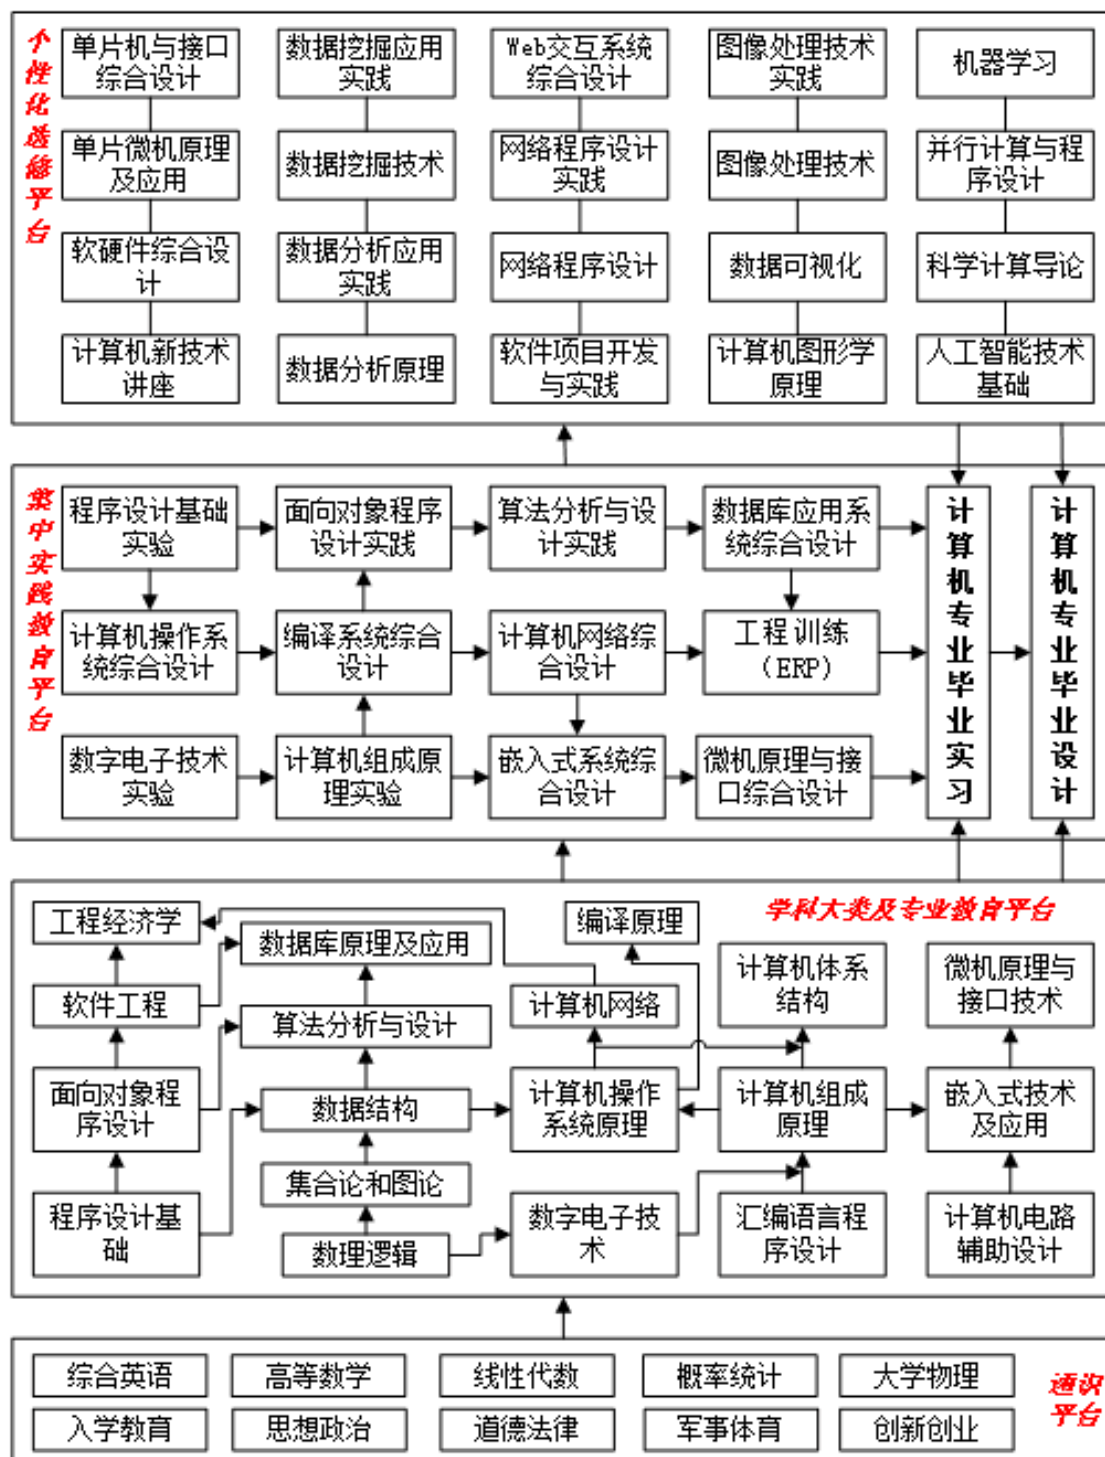 个性化选修平台
单片机与接口
综合设计
数据挖掘应用
实践
Web交互系统
综合设计
图像处理技术
实践
机器学习
单片微机原理
及应用
数据挖掘技术
网络程序设计
实践
图像处理技术
并行计算与程
序设计
软硬件综合设
计
数据分析应用
实践
网络程序设计
数据可视化
科学计算导论
计算机新技术
讲座
数据分析原理
软件项目开发
与实践
计算机图形学
原理
人工智能技术
基础
集中实践教育平台
程序设计基础
实验
面向对象程序
设计实践
算法分析与设
计实践
数据库应用系
统综合设计
计算机专业毕业实习
计算机专业毕业设计
计算机操作系
统综合设计
编译系统综合
设计
计算机网络综
合设计
工程训练
(ERP)
数字电子技术
实验
计算机组成原
理实验
嵌入式系统综
合设计
微机原理与接
口综合设计
学科大类及专业教育平台
工程经济学
数据库原理及应用
编译原理
计算机体系
结构
微机原理与
接口技术
软件工程
算法分析与设计
计算机网络
面向对象程
序设计
数据结构
计算机操作
系统原理
计算机组成
原理
嵌入式技术
及应用
集合论和图论
程序设计基
础
数理逻辑
数字电子技
术
汇编语言程
序设计
计算机电路
辅助设计
综合英语
高等数学
线性代数
概率统计
大学物理
通识
平台
入学教育
思想政治
道德法律
军事体育
创新创业